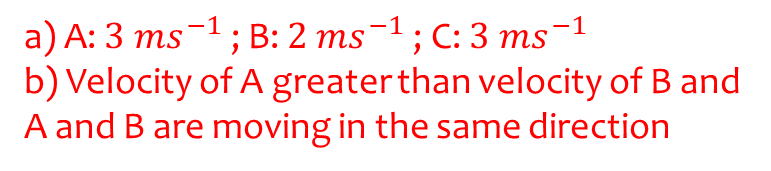 a) A: 3 ms⁻¹ ; B: 2 ms⁻¹ ; C: 3 ms⁻¹
b) Velocity of A greater than velocity of B and
A and B are moving in the same direction